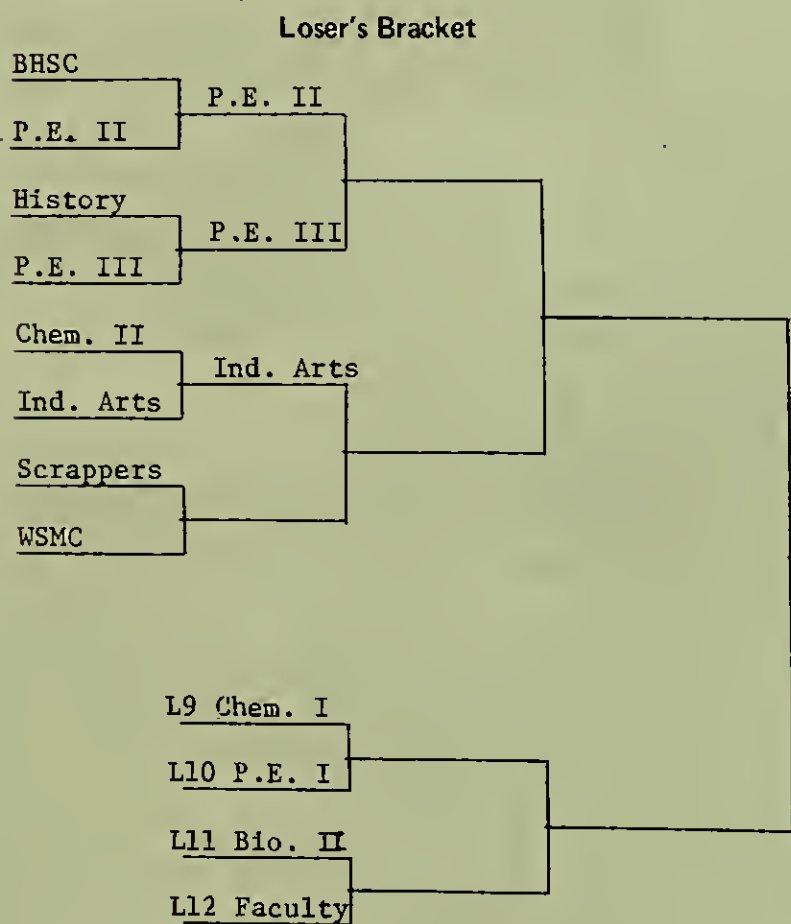 Loser's Bracket
BHSC
P.E. II
P.E. II
History
P.E. III
P.E. III
Chem. II
Ind. Arts
Ind. Arts
Scrappers
WSMC
L9 Chem. I
L10 P.E. I
L11 Bio. II
L12 Faculty